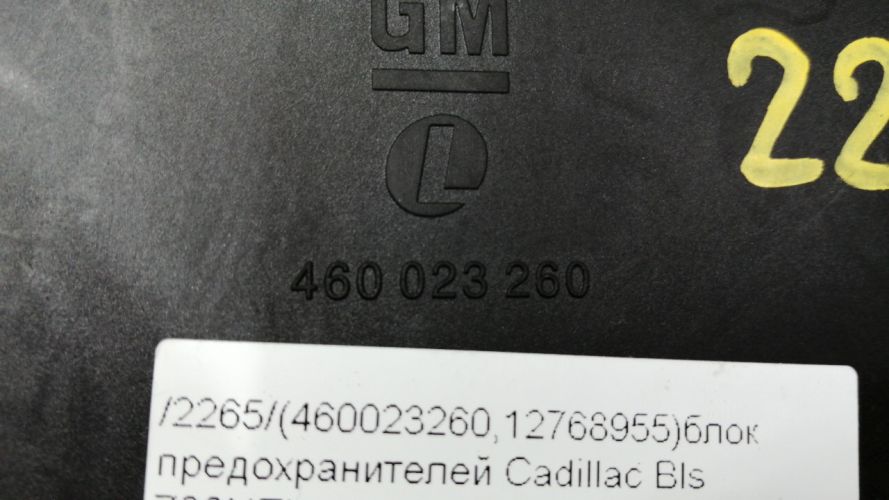 GM
22
L
460 023 260
/2265/(460023260,12768955)блок
предохранителей Cadillac Bls